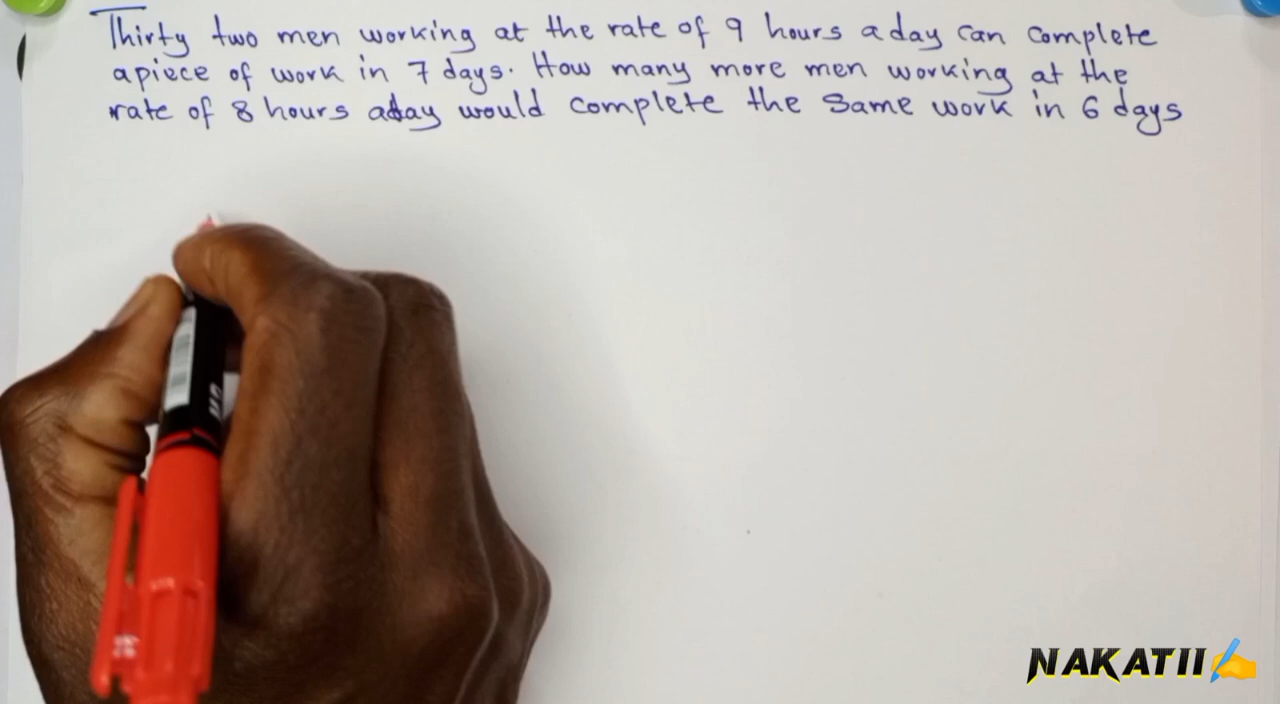 Thirty two men working at the rate of 9 hours a day can complete
a piece of work in 7 days. How many more men working at the
rate of 8 hours a day would complete the same work in 6 days
NAKATII